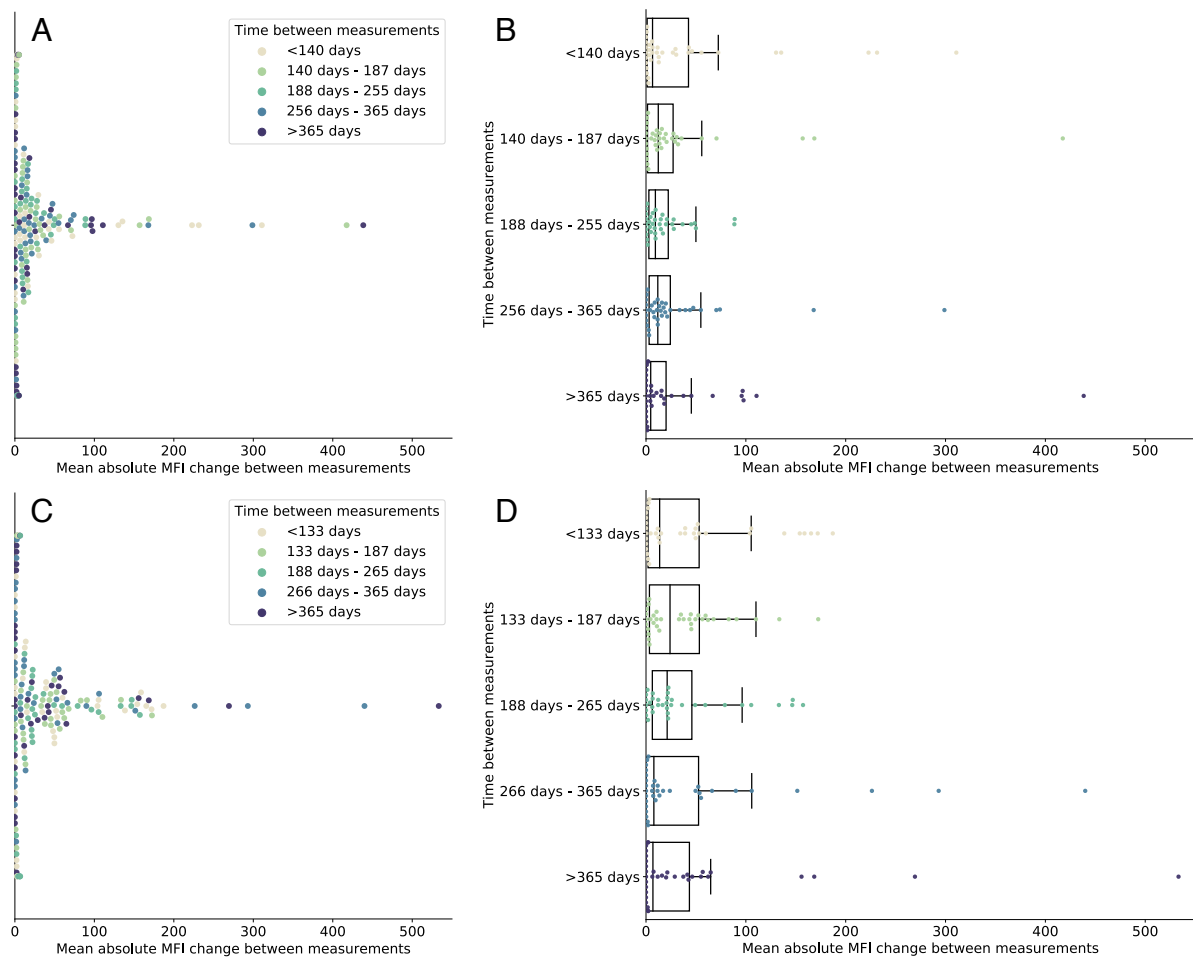 A
Time between measurements
<140 days
140 days - 187 days
188 days - 255 days
256 days - 365 days
>365 days
0 100 200 300 400 500
Mean absolute MFI change between measurements
B
Time between measurements
<140 days
140 days - 187 days
188 days - 255 days
256 days - 365 days
>365 days
0 100 200 300 400 500
Mean absolute MFI change between measurements
C
Time between measurements
<133 days
133 days - 187 days
188 days - 265 days
266 days - 365 days
>365 days
0 100 200 300 400 500
Mean absolute MFI change between measurements
D
Time between measurements
<133 days
133 days - 187 days
188 days - 265 days
266 days - 365 days
>365 days
0 100 200 300 400 500
Mean absolute MFI change between measurements